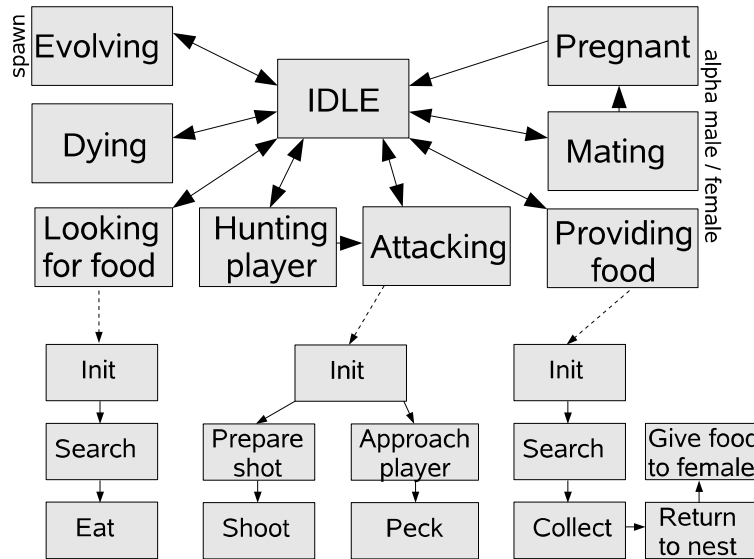 spawn
Evolving
IDLE
Pregnant
alpha male / female
Dying
Mating
Looking
for food
Hunting
player
Attacking
Providing
food
Init
Init
Init
Search
Prepare
shot
Approach
player
Search
Give food
to female
Eat
Shoot
Peck
Collect
Return
to nest